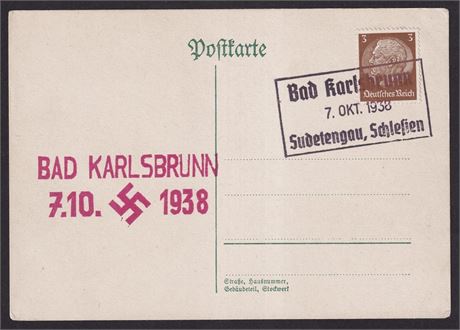 Postkarte
3 3
Deutsches Reich
Bad Karlsbrunn
7. OKT. 1938
Sudetengau, Schlesien
BAD KARLSBRUNN
7.10. 卐 1938
Straße, Hausnummer,
Gebäudeteil, Stockwerk